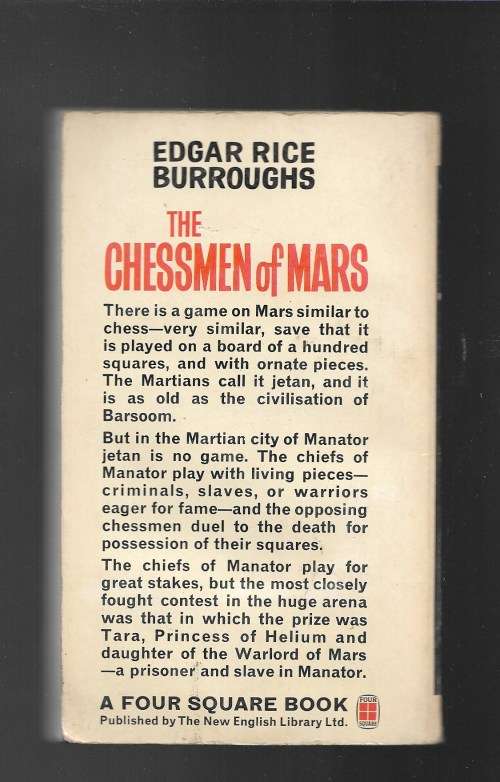 EDGAR RICE
BURROUGHS
THE
CHESSMEN of MARS
There is a game on Mars similar to
chess—very similar, save that it
is played on a board of a hundred
squares, and with ornate pieces.
The Martians call it jetan, and it
is as old as the civilisation of
Barsoom.
But in the Martian city of Manator
jetan is no game. The chiefs of
Manator play with living pieces—
criminals, slaves, or warriors
eager for fame—and the opposing
chessmen duel to the death for
possession of their squares.
The chiefs of Manator play for
great stakes, but the most closely
fought contest in the huge arena
was that in which the prize was
Tara, Princess of Helium and
daughter of the Warlord of Mars
—a prisoner and slave in Manator.
A FOUR SQUARE BOOK
Published by The New English Library Ltd.
FOUR
SQUARE